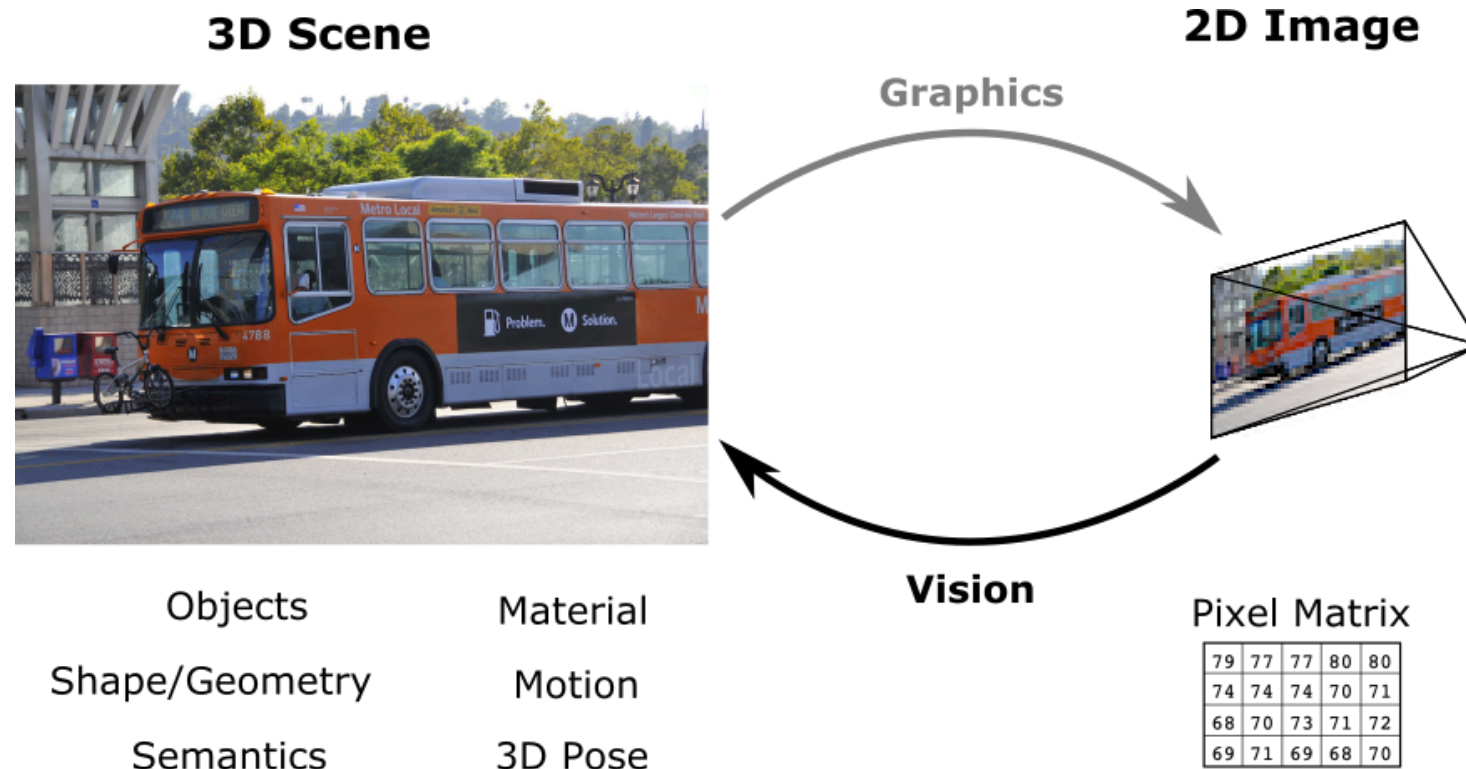 3D Scene
2D Image
Graphics
Metro Local
Problem.
M Solution.
4788
M
Local
Vision
Objects
Material
Shape/Geometry
Motion
Semantics
3D Pose
Pixel Matrix
79 77 77 80 80
74 74 74 70 71
68 70 73 71 72
69 71 69 68 70